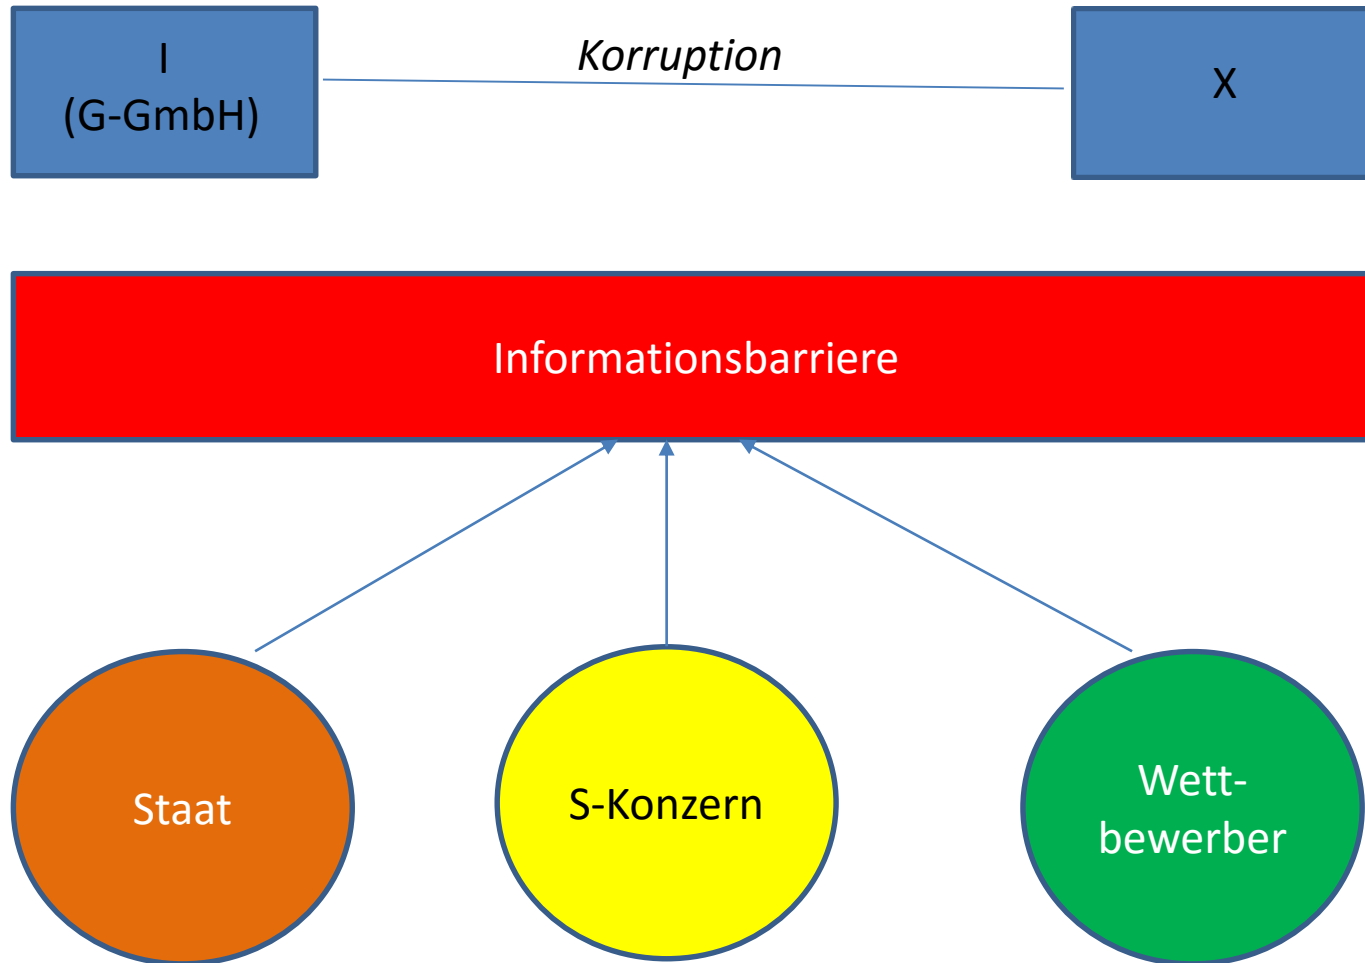 I
(G-GmbH)
Korruption
X
Informationsbarriere
Staat
S-Konzern
Wett-
bewerber